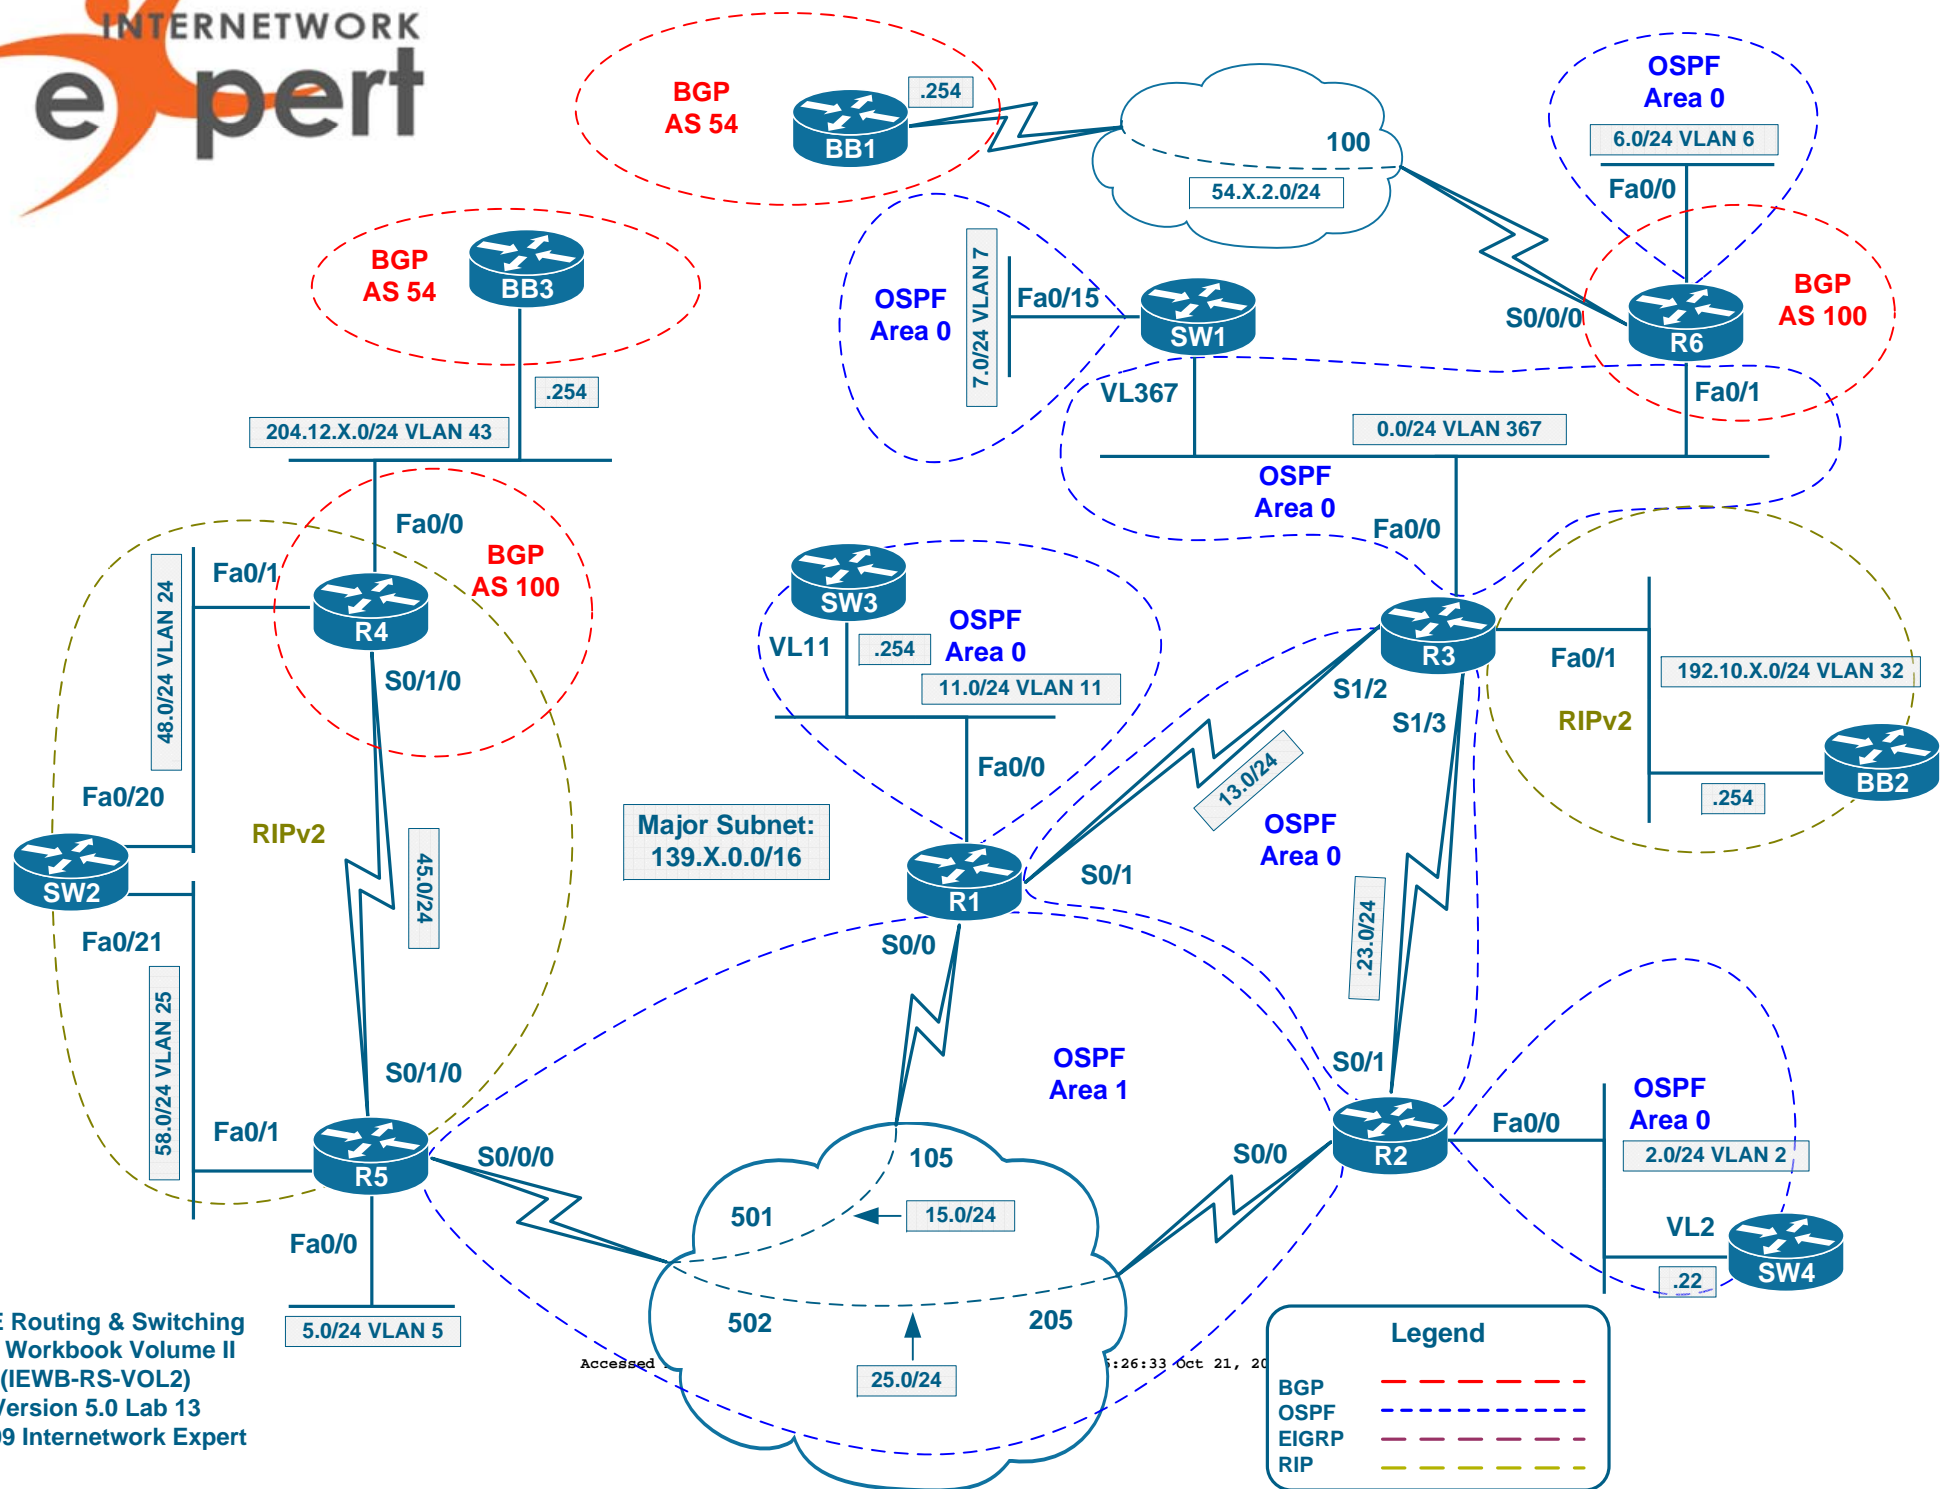 INTERNETWORK
expert
BGP
AS 54
.254
BB1
100
54.X.2.0/24
OSPF
Area 0
6.0/24 VLAN 6
Fa0/0
BGP
AS 54
BB3
.254
204.12.X.0/24 VLAN 43
OSPF
Area 0
7.0/24 VLAN 7
Fa0/15
SW1
VL367
S0/0/0
R6
BGP
AS 100
Fa0/1
0.0/24 VLAN 367
OSPF
Area 0
Fa0/0
Fa0/0
BGP
AS 100
Fa0/1
48.0/24 VLAN 24
R4
S0/1/0
Fa0/20
RIPv2
45.0/24
SW2
Fa0/21
58.0/24 VLAN 25
S0/1/0
Fa0/1
R5
S0/0/0
Fa0/0
5.0/24 VLAN 5
SW3
OSPF
Area 0
VL11
.254
11.0/24 VLAN 11
Fa0/0
Major Subnet:
139.X.0.0/16
R1
S0/1
S0/0
R3
S1/2
S1/3
13.0/24
OSPF
Area 0
.23.0/24
Fa0/1
192.10.X.0/24 VLAN 32
RIPv2
BB2
.254
OSPF
Area 1
S0/1
R2
S0/0
Fa0/0
OSPF
Area 0
2.0/24 VLAN 2
VL2
.22
SW4
105
501
15.0/24
502
205
25.0/24
E Routing & Switching
Workbook Volume II
(IEWB-RS-VOL2)
Version 5.0 Lab 13
9 Internetwork Expert
Accessed
:26:33 Oct 21, 20
Legend
BGP
OSPF
EIGRP
RIP